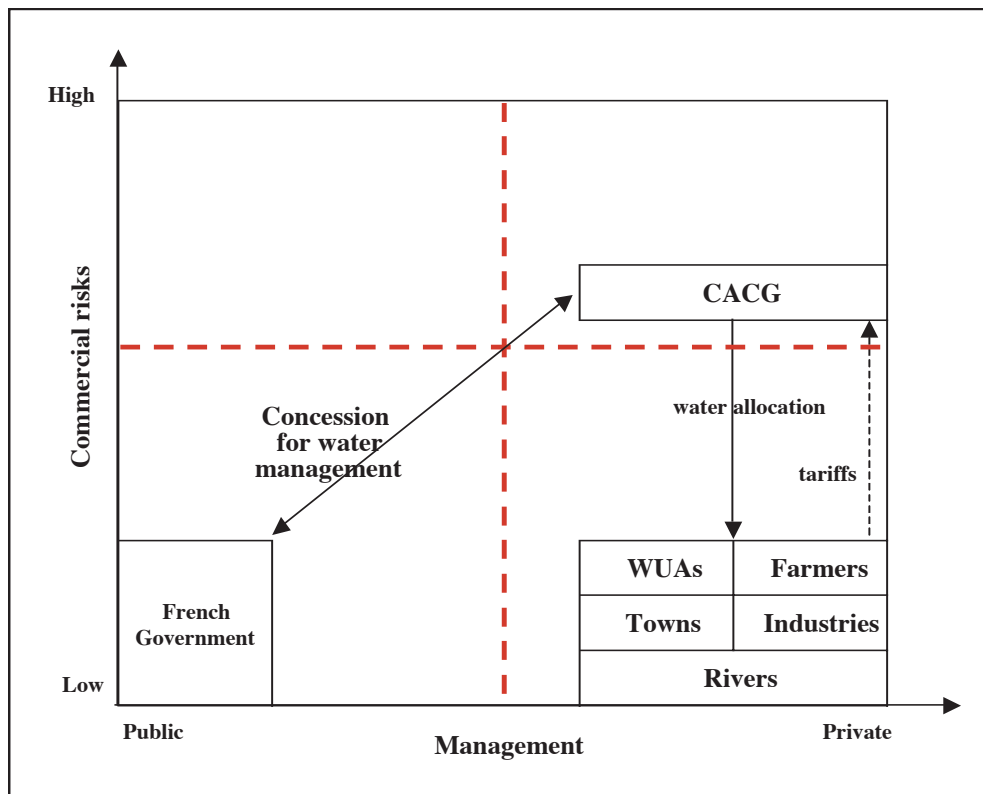 High
CACG
Commercial risks
water allocation
Concession
for water
management
tariffs
WUAs
Farmers
French
Government
Towns
Industries
Rivers
Low
Public
Management
Private